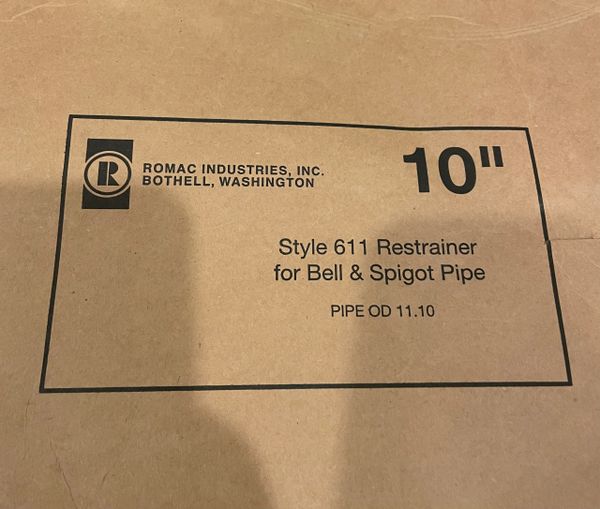 R
ROMAC INDUSTRIES, INC.
BOTHELL, WASHINGTON
10"
Style 611 Restrainer
for Bell & Spigot Pipe
PIPE OD 11.10